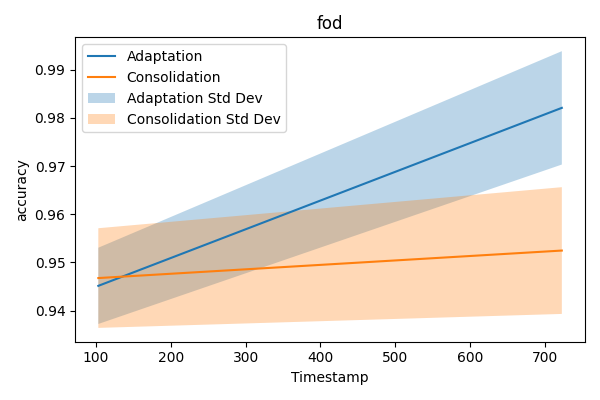 fod
Adaptation
Consolidation
Adaptation Std Dev
Consolidation Std Dev
0.99
0.98
0.97
0.96
0.95
0.94
accuracy
100 200 300 400 500 600 700
Timestamp